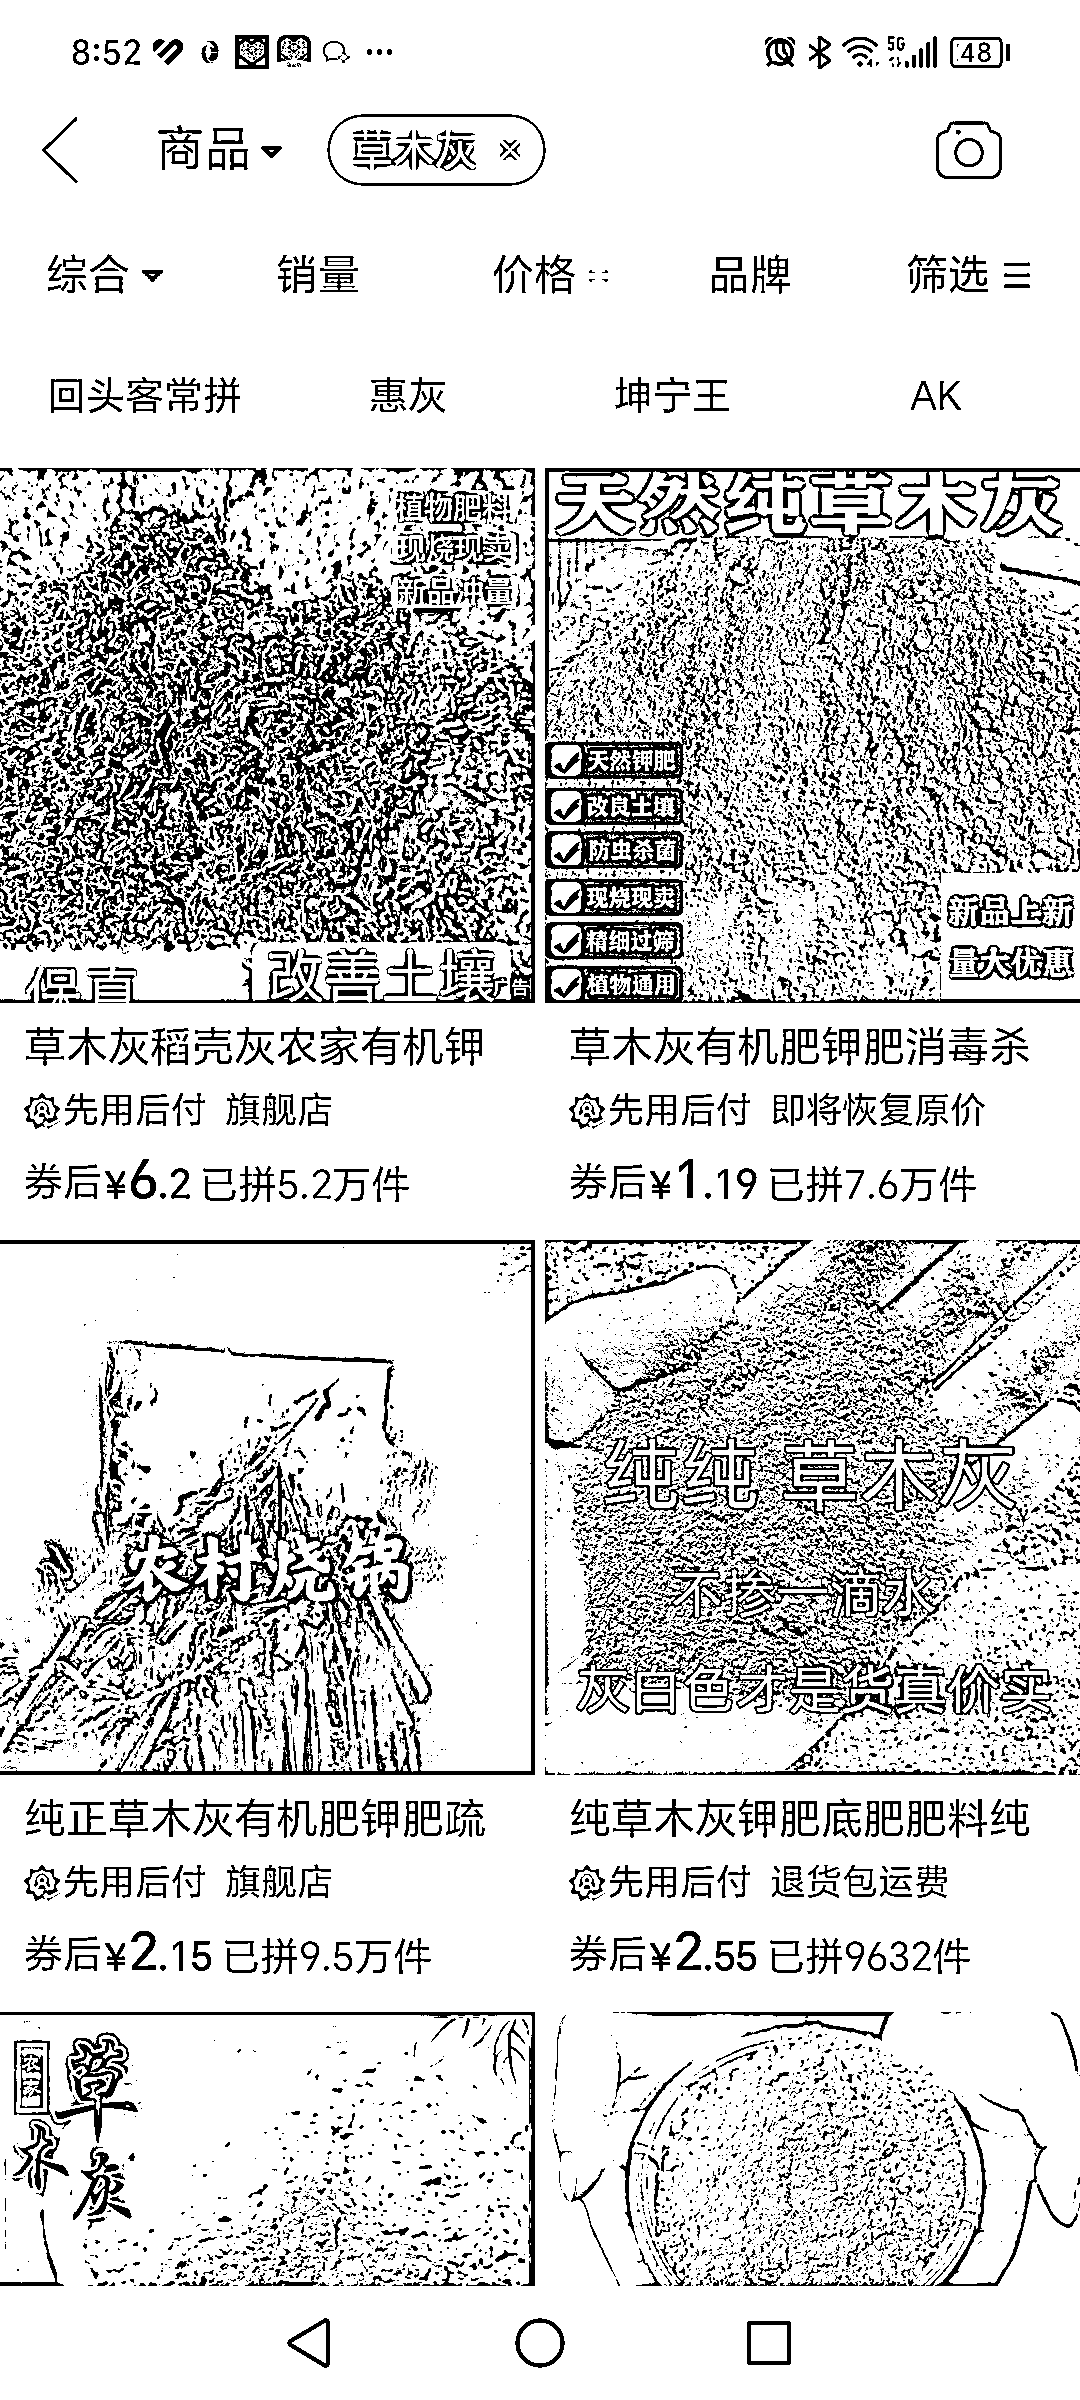 8:52
5G
48
商品
草木灰
综合
销量
价格
品牌
筛选
回头客常拼
惠灰
坤宁王
AK
植物肥料
现烧现卖
新品冲量
保真
改善土壤
广告
天然纯草木灰
天然钾肥
改良土壤
防虫杀菌
现烧现卖
精细过筛
植物通用
新品上新
量大优惠
草木灰稻壳灰农家有机钾
先用后付 旗舰店
券后¥6.2 已拼5.2万件
草木灰有机肥钾肥消毒杀
先用后付 即将恢复原价
券后¥1.19 已拼7.6万件
农村烧锅
纯纯 草木灰
不掺一滴水
灰白色才是货真价实
纯正草木灰有机肥钾肥疏
先用后付 旗舰店
券后¥2.15 已拼9.5万件
纯草木灰钾肥底肥肥料纯
先用后付 退货包运费
券后¥2.55 已拼9632件
草
木
灰